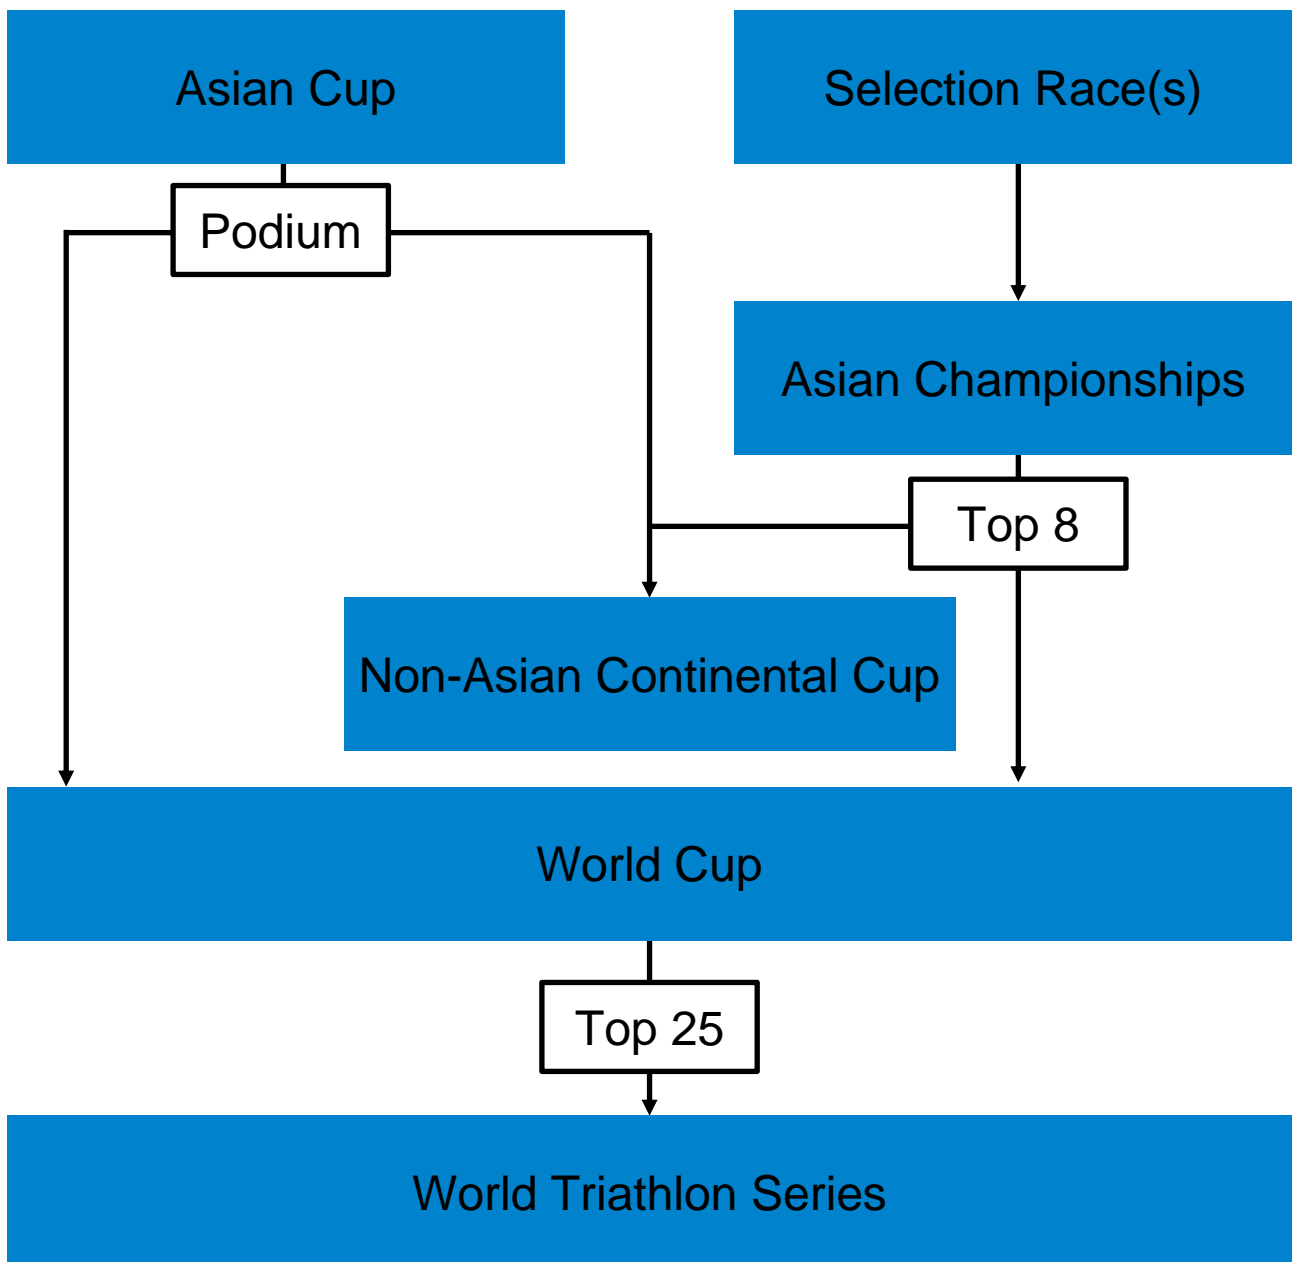 Asian Cup
Selection Race(s)
Podium
Asian Championships
Top 8
Non-Asian Continental Cup
World Cup
Top 25
World Triathlon Series